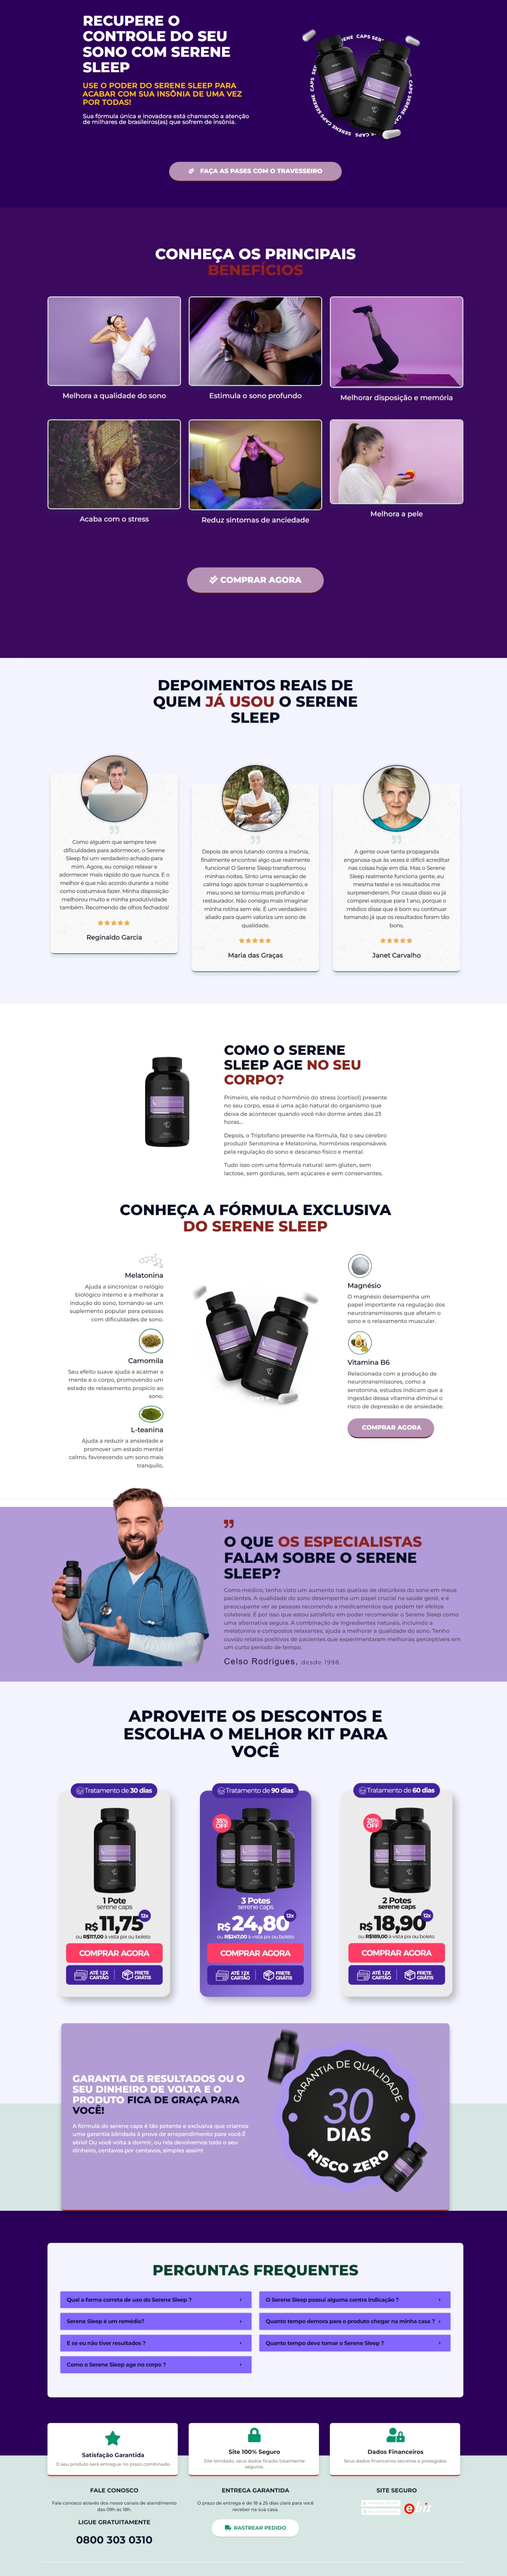 RECUPERE O
CONTROLE DO SEU
SONO COM SERENE
SLEEP
USE O PODER DO SERENE SLEEP PARA
ACABAR COM SUA INSÔNIA DE UMA VEZ
POR TODAS!
Sua fórmula única e inovadora está chamando a atenção
de milhares de brasileiros(as) que sofrem de insônia.
FAÇA AS PASES COM O TRAVESSEIRO
CONHEÇA OS PRINCIPAIS
BENEFÍCIOS
Melhora a qualidade do sono
Estimula o sono profundo
Melhorar disposição e memória
Acaba com o stress
Reduz sintomas de anciedade
Melhora a pele
COMPRAR AGORA
DEPOIMENTOS REAIS DE
QUEM JÁ USOU O SERENE
SLEEP
Como alguém que sempre teve
dificuldades para adormecer, o Serene
Sleep foi um verdadeiro achado para
mim. Agora, eu consigo relaxar e
adormecer mais rápido do que nunca. E o
melhor é que não acordo durante a noite
como costumava fazer. Minha disposição
melhorou muito e minha produtividade
também. Recomendo de olhos fechados!
Reginaldo Garcia
Depois de anos lutando contra a insônia,
finalmente encontrei algo que realmente
funciona! O Serene Sleep transformou
minhas noites. Sinto uma sensação de
calma logo após tomar o suplemento, e
meu sono se tornou mais profundo e
restaurador. Não consigo mais imaginar
minha rotina sem ele. É um verdadeiro
aliado para quem valoriza um sono de
qualidade.
Maria das Graças
A gente ouve tanta propaganda
enganosa que às vezes é difícil acreditar
nas coisas hoje em dia. Mas o Serene
Sleep realmente funciona gente, eu
mesma testei e os resultados me
surpreenderam. Por causa disso eu já
comprei estoque para 1 ano, porque o
médico disse que é bom eu continuar
tomando já que os resultados foram tão
bons.
Janet Carvalho
COMO O SERENE
SLEEP AGE NO SEU
CORPO?
Primeiro, ele reduz o hormônio do stress (cortisol) presente
no seu corpo, essa é uma ação natural do organismo que
deixa de acontecer quando você não dorme antes das 23
horas...
Depois, o Triptofano presente na fórmula, faz o seu cérebro
produzir Serotonina e Melatonina, hormônios responsáveis
pela regulação do sono e descanso físico e mental.
Tudo isso com uma fórmula natural: sem glúten, sem
lactose, sem gorduras, sem açúcares e sem conservantes.
CONHEÇA A FÓRMULA EXCLUSIVA
DO SERENE SLEEP
Melatonina
Ajuda a sincronizar o relógio
biológico interno e a melhorar a
indução do sono, tornando-se um
suplemento popular para pessoas
com dificuldades de sono.
Camomila
Seu efeito suave ajuda a acalmar a
mente e o corpo, promovendo um
estado de relaxamento propício ao
sono.
L-teanina
Ajuda a reduzir a ansiedade e
promover um estado mental
calmo, favorecendo um sono mais
tranquilo.
Magnésio
O magnésio desempenha um
papel importante na regulação dos
neurotransmissores que afetam o
sono e o relaxamento muscular.
Vitamina B6
Relacionada com a produção de
neurotransmissores, como a
serotonina, estudos indicam que a
ingestão dessa vitamina diminui o
risco de depressão e de ansiedade.
COMPRAR AGORA
O QUE OS ESPECIALISTAS
FALAM SOBRE O SERENE
SLEEP?
Como médico, tenho visto um aumento nas queixas de distúrbios do sono em meus
pacientes. A qualidade do sono desempenha um papel crucial na saúde geral, e é
preocupante ver as pessoas recorrendo a medicamentos que podem ter efeitos
colaterais. É por isso que estou satisfeito em poder recomendar o Serene Sleep como
uma alternativa segura. A combinação de ingredientes naturais, incluindo a
melatonina e compostos relaxantes, ajuda a melhorar a qualidade do sono. Tenho
ouvido relatos positivos de pacientes que experimentaram melhorias perceptíveis em
um curto período de tempo.
Celso Rodrigues, desde 1998.
APROVEITE OS DESCONTOS E
ESCOLHA O MELHOR KIT PARA
VOCÊ
Tratamento de 30 dias
1 Pote
serene caps
R$11,75 12x
ou R$117,00 à vista pix ou boleto
COMPRAR AGORA
ATÉ 12X
CARTÃO
FRETE
GRÁTIS
Tratamento de 90 dias
35%
OFF
3 Potes
serene caps
R$24,80 12x
ou R$247,00 à vista pix ou boleto
COMPRAR AGORA
ATÉ 12X
CARTÃO
FRETE
GRÁTIS
Tratamento de 60 dias
25%
OFF
2 Potes
serene caps
R$18,90 12x
ou R$189,00 à vista pix ou boleto
COMPRAR AGORA
ATÉ 12X
CARTÃO
FRETE
GRÁTIS
GARANTIA DE RESULTADOS OU O
SEU DINHEIRO DE VOLTA E O
PRODUTO FICA DE GRAÇA PARA
VOCÊ!
A fórmula do serene caps é tão potente e exclusiva que criamos
uma garantia blindada à prova de arrependimento para você.É
sério! Ou você volta a dormir, ou nós devolvemos todo o seu
dinheiro, centavos por centavos, simples assim!
GARANTIA DE QUALIDADE
30
DIAS
RISCO ZERO
PERGUNTAS FREQUENTES
Qual a forma correta de uso do Serene Sleep ?
O Serene Sleep possui alguma contra indicação ?
Serene Sleep é um remédio?
Quanto tempo demora para o produto chegar na minha casa ?
E se eu não tiver resultados ?
Quanto tempo devo tomar o Serene Sleep ?
Como o Serene Sleep age no corpo ?
Satisfação Garantida
O seu produto será entregue no prazo combinado.
Site 100% Seguro
Site blindado, seus dados ficarão totalmente
seguros.
Dados Financeiros
Seus dados financeiros secretos e protegidos.
FALE CONOSCO
Fale conosco através dos nosso canais de atendimento
das 09h às 18h.
LIGUE GRATUITAMENTE
0800 303 0310
ENTREGA GARANTIDA
O prazo de entrega é de 18 a 25 dias úteis para você
receber na sua casa.
RASTREAR PEDIDO
SITE SEGURO
ebit